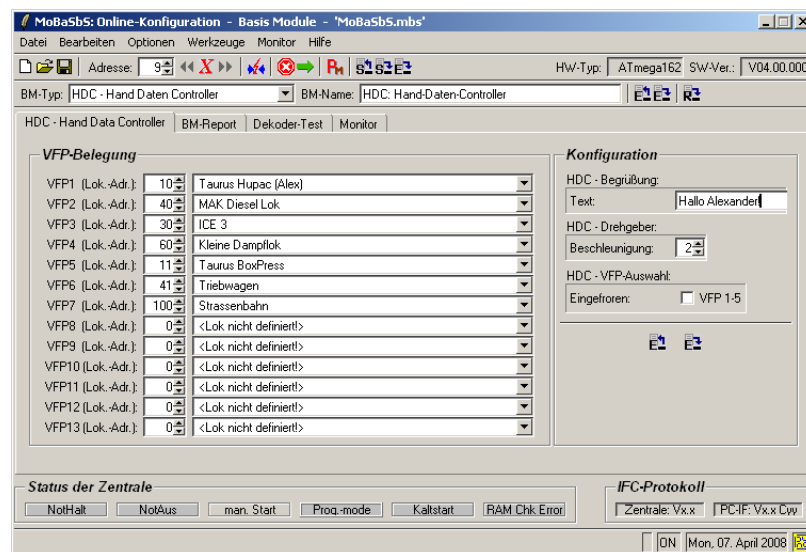 MoBaSbS: Online-Konfiguration - Basis Module - 'MoBaSbS.mbs'
Datei Bearbeiten Optionen Werkzeuge Monitor Hilfe
Adresse: 9 X PM S S E HW-Typ: ATmega162 SW-Ver.: V04.00.000
BM-Typ: HDC - Hand Daten Controller BM-Name: HDC: Hand-Daten-Controller E E R
HDC - Hand Data Controller BM-Report Dekoder-Test Monitor
VFP-Belegung
VFP1 (Lok.-Adr.): 10 Taurus Hupac (Alex)
VFP2 (Lok.-Adr.): 40 MAK Diesel Lok
VFP3 (Lok.-Adr.): 30 ICE 3
VFP4 (Lok.-Adr.): 60 Kleine Dampflok
VFP5 (Lok.-Adr.): 11 Taurus BoxPress
VFP6 (Lok.-Adr.): 41 Triebwagen
VFP7 (Lok.-Adr.): 100 Strassenbahn
VFP8 (Lok.-Adr.): 0 <Lok nicht definiert!>
VFP9 (Lok.-Adr.): 0 <Lok nicht definiert!>
VFP10 (Lok.-Adr.): 0 <Lok nicht definiert!>
VFP11 (Lok.-Adr.): 0 <Lok nicht definiert!>
VFP12 (Lok.-Adr.): 0 <Lok nicht definiert!>
VFP13 (Lok.-Adr.): 0 <Lok nicht definiert!>
Konfiguration
HDC - Begrüßung:
Text: Hallo Alexander!
HDC - Drehgeber:
Beschleunigung: 2
HDC - VFP-Auswahl:
Eingefroren: VFP 1-5
E E
Status der Zentrale
NotHalt NotAus man. Start Prog.-mode Kaltstart RAM Chk Error
IFC-Protokoll
Zentrale: Vx.x PC-IF: Vx.x Cyy
ON Mon, 07. April 2008